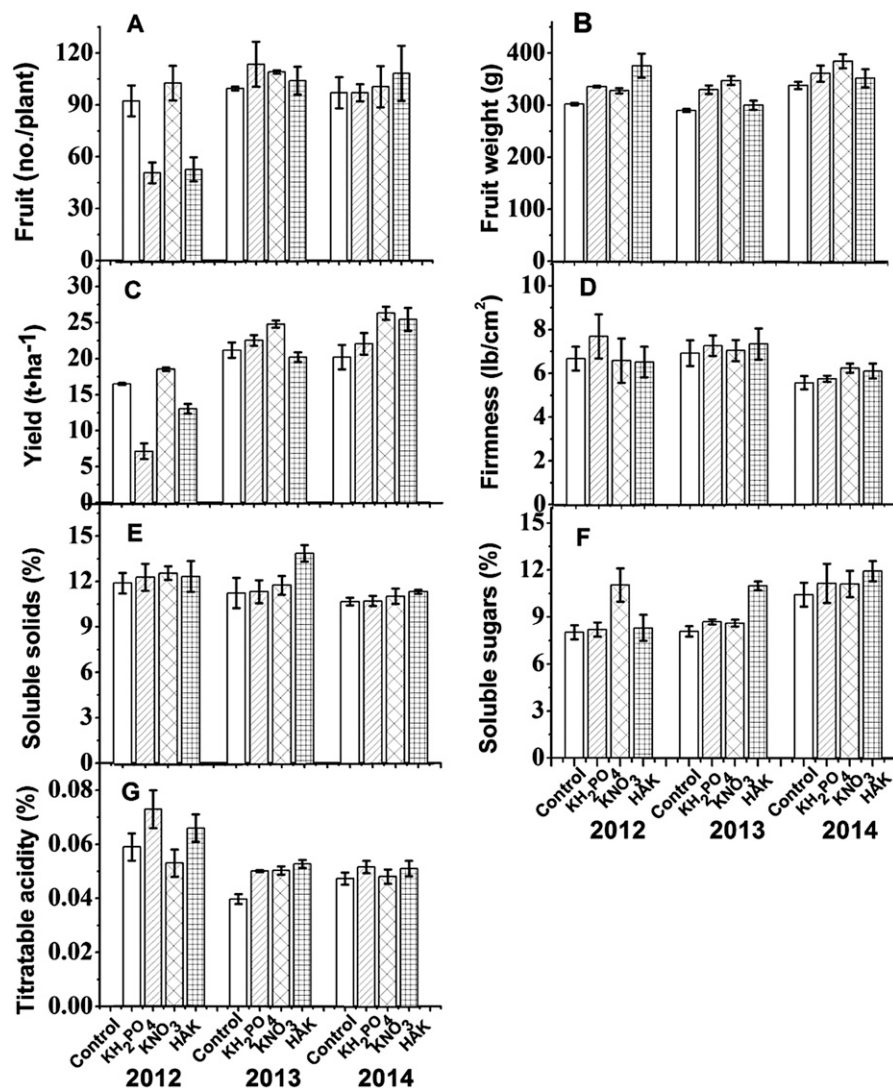 A
Fruit (no./plant)
120
90
60
30
0
B
Fruit weight (g)
400
300
200
100
0
C
Yield (t•ha⁻¹)
30
25
20
15
10
5
0
D
Firmness (lb/cm²)
10
8
6
4
2
0
E
Soluble solids (%)
15
12
9
6
3
0
F
Soluble sugars (%)
15
12
9
6
3
0
Control KH₂PO₄ KNO₃ HAK
Control KH₂PO₄ KNO₃ HAK
Control KH₂PO₄ KNO₃ HAK
2012 2013 2014
G
Titratable acidity (%)
0.08
0.06
0.04
0.02
0.00
Control KH₂PO₄ KNO₃ HAK
Control KH₂PO₄ KNO₃ HAK
Control KH₂PO₄ KNO₃ HAK
2012 2013 2014